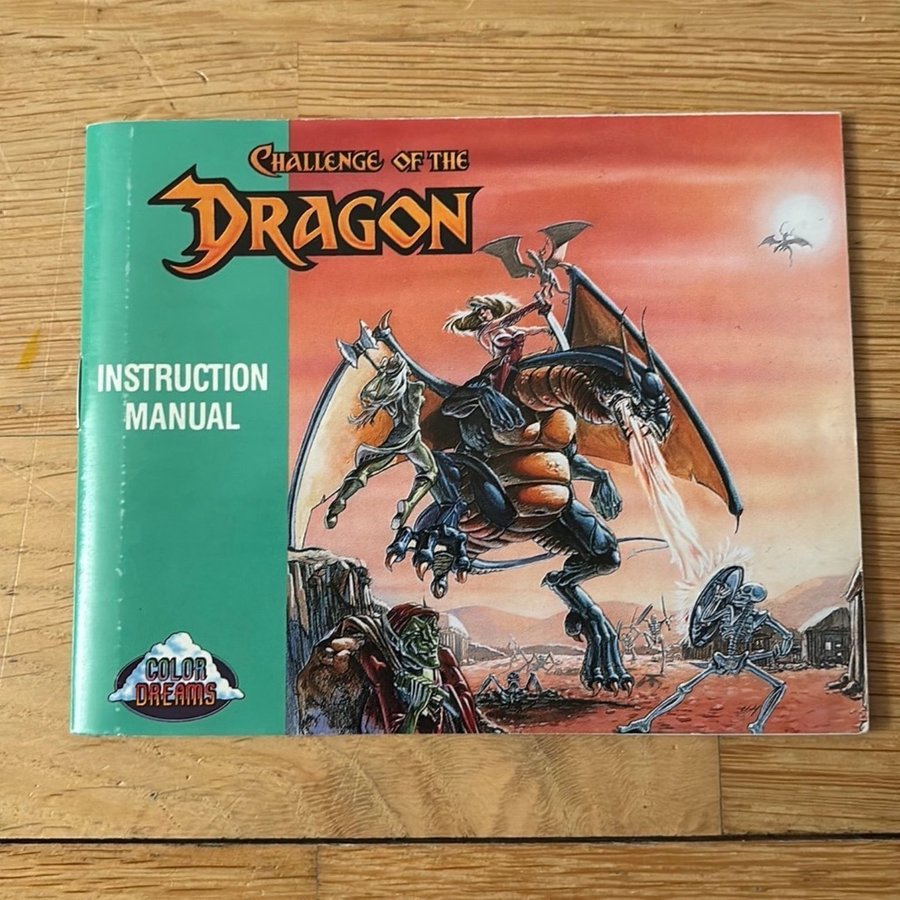 CHALLENGE OF THE
DRAGON
INSTRUCTION
MANUAL
COLOR
DREAMS